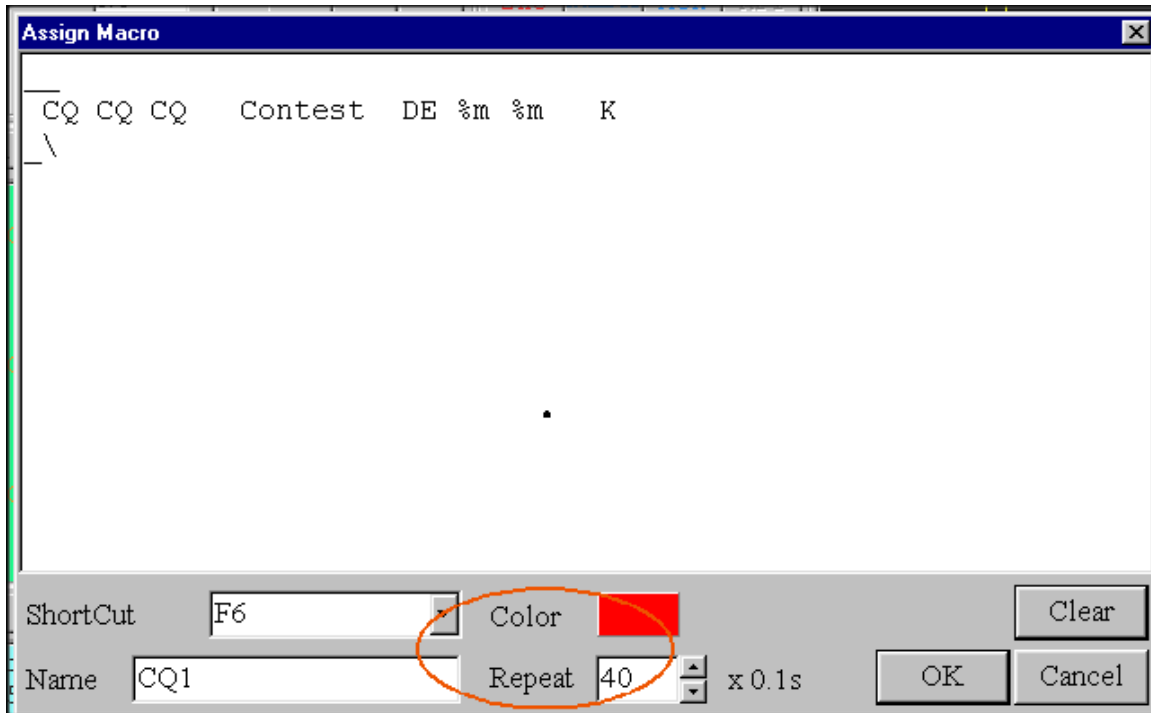 Assign Macro
__
CQ CQ CQ   Contest  DE %m %m   K
_\
ShortCut F6 Color Clear
Name CQ1 Repeat 40 x 0.1s OK Cancel